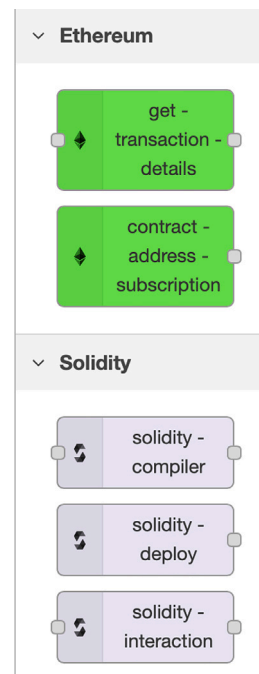 Ethereum
get -
transaction -
details
contract -
address -
subscription
Solidity
solidity -
compiler
solidity -
deploy
solidity -
interaction